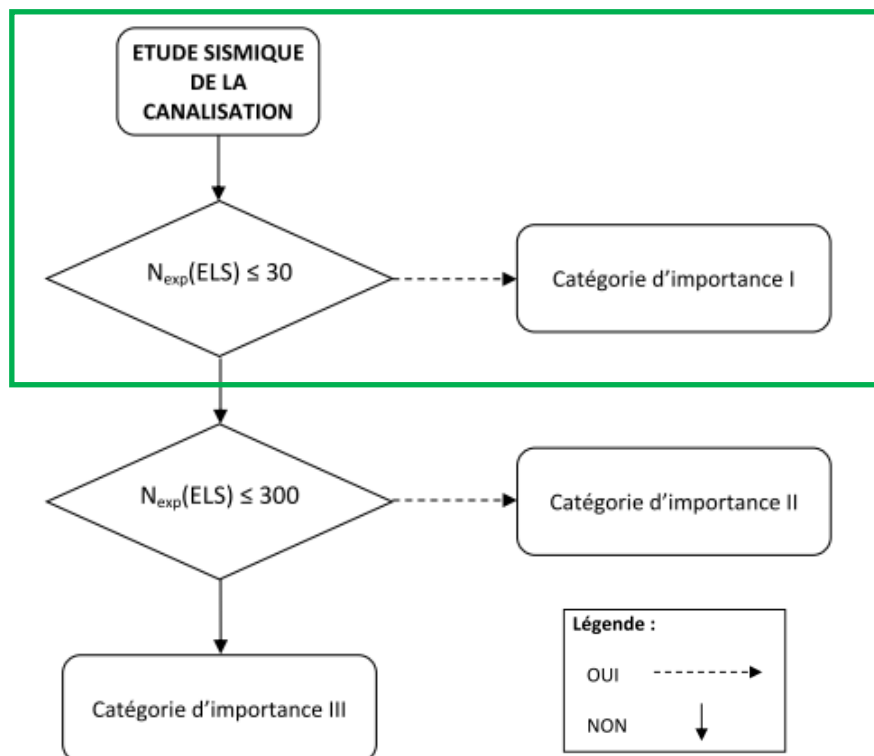 ETUDE SISMIQUE
DE LA
CANALISATION
Nexp(ELS) ≤ 30
Catégorie d’importance I
Nexp(ELS) ≤ 300
Catégorie d’importance II
Catégorie d’importance III
Légende :
OUI
NON